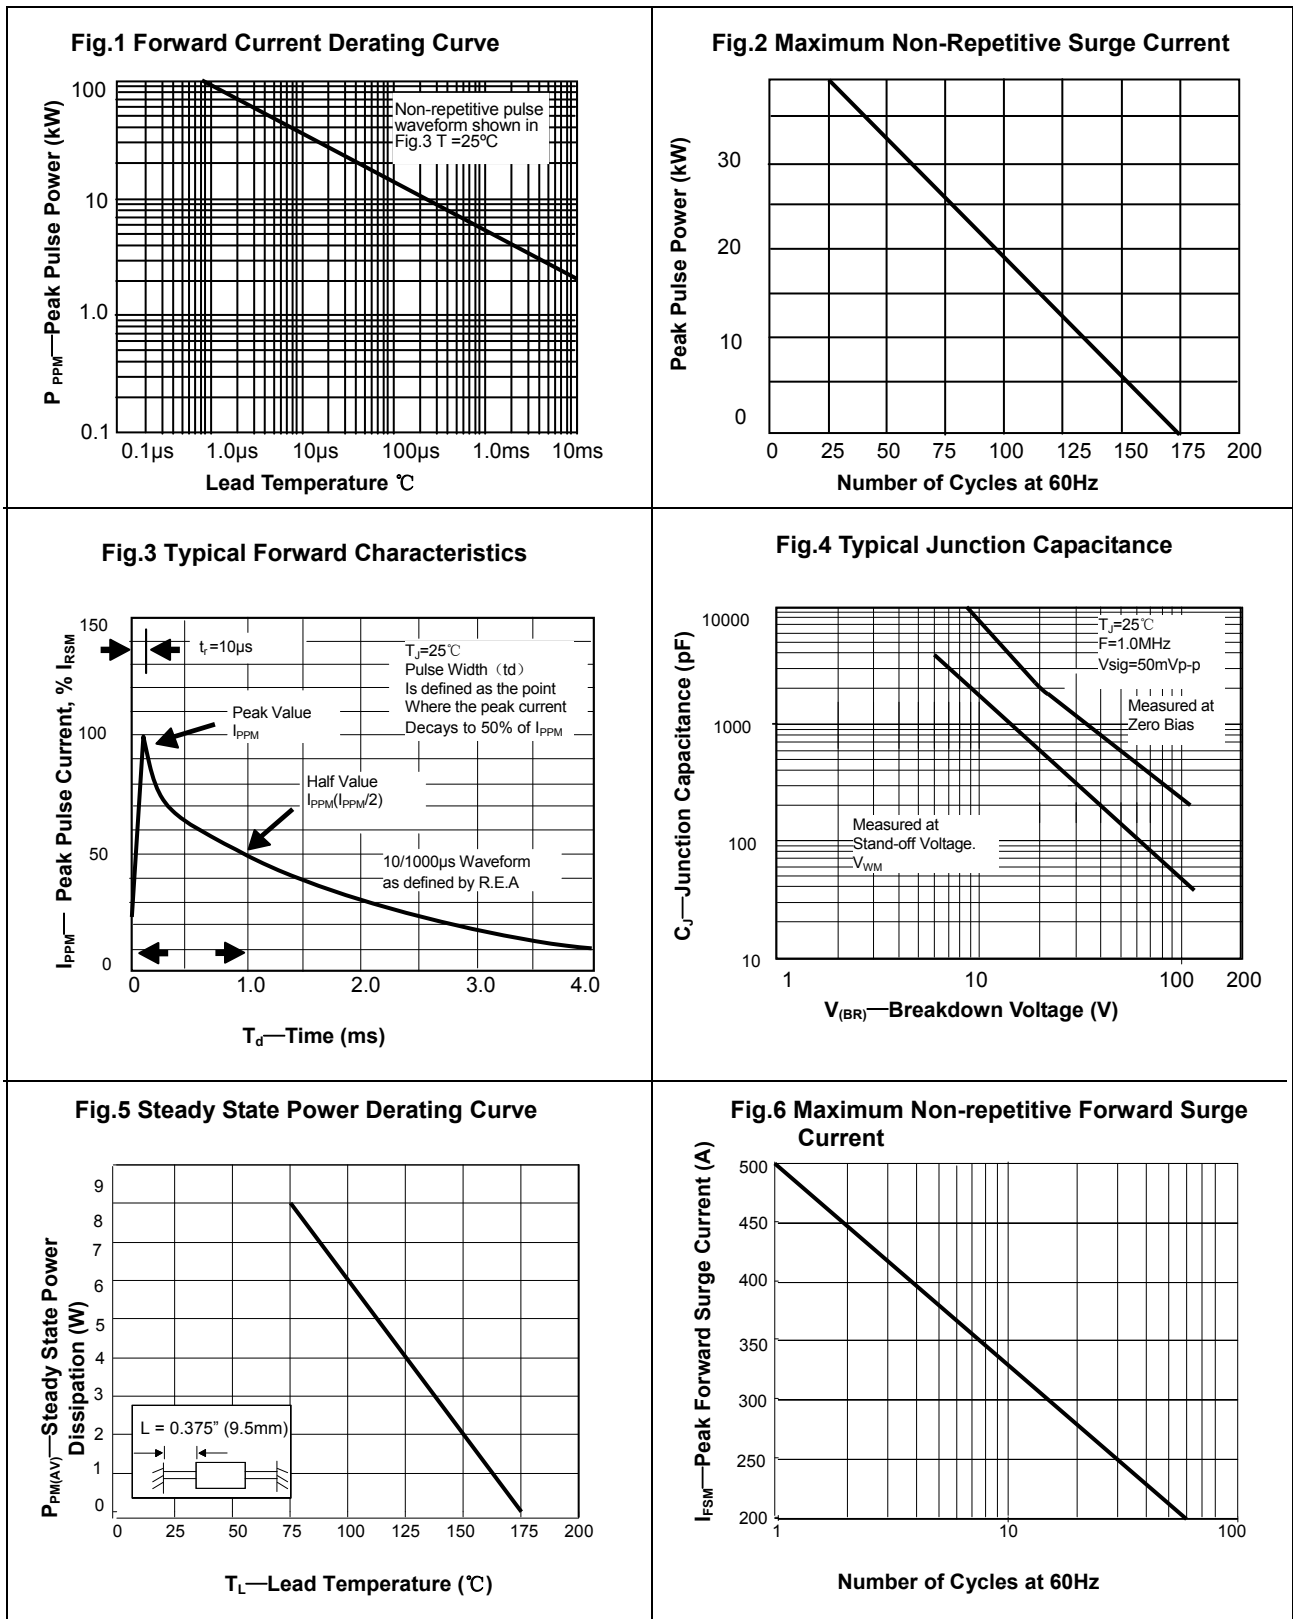 Fig.1 Forward Current Derating Curve
P PPM—Peak Pulse Power (kW)
100
10
1.0
0.1
Non-repetitive pulse
waveform shown in
Fig.3 T =25ºC
0.1µs 1.0µs 10µs 100µs 1.0ms 10ms
Lead Temperature ℃
Fig.2 Maximum Non-Repetitive Surge Current
Peak Pulse Power (kW)
30
20
10
0
0 25 50 75 100 125 150 175 200
Number of Cycles at 60Hz
Fig.3 Typical Forward Characteristics
IPPM— Peak Pulse Current, % IRSM
150
100
50
0
tr=10µs
TJ=25℃
Pulse Width（td）
Is defined as the point
Where the peak current
Decays to 50% of IPPM
Peak Value
IPPM
Half Value
IPPM(IPPM/2)
10/1000µs Waveform
as defined by R.E.A
0 1.0 2.0 3.0 4.0
Td—Time (ms)
Fig.4 Typical Junction Capacitance
CJ—Junction Capacitance (pF)
10000
1000
100
10
TJ=25℃
F=1.0MHz
Vsig=50mVp-p
Measured at
Zero Bias
Measured at
Stand-off Voltage.
VWM
1 10 100 200
V(BR)—Breakdown Voltage (V)
Fig.5 Steady State Power Derating Curve
PPM(AV)—Steady State Power
Dissipation (W)
9
8
7
6
5
4
3
2
1
0
L = 0.375” (9.5mm)
0 25 50 75 100 125 150 175 200
TL—Lead Temperature (℃)
Fig.6 Maximum Non-repetitive Forward Surge
Current
IFSM—Peak Forward Surge Current (A)
500
450
400
350
300
250
200
1 10 100
Number of Cycles at 60Hz